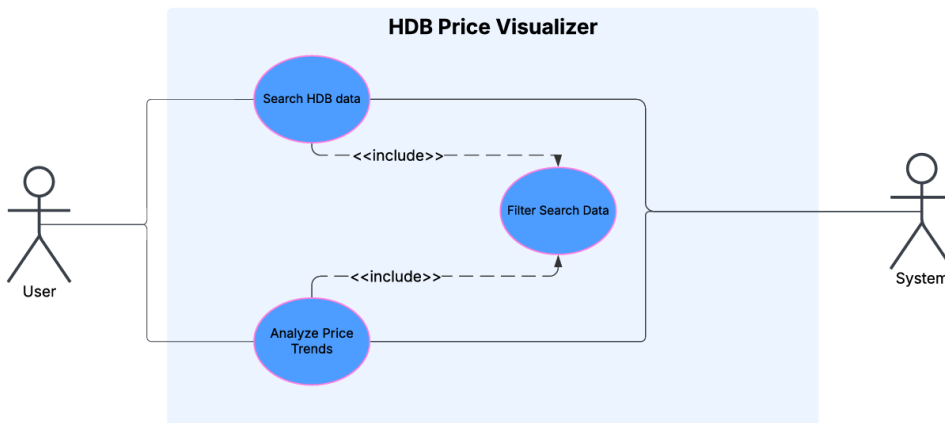 HDB Price Visualizer
Search HDB data
<<include>>
Filter Search Data
<<include>>
User
System
Analyze Price
Trends